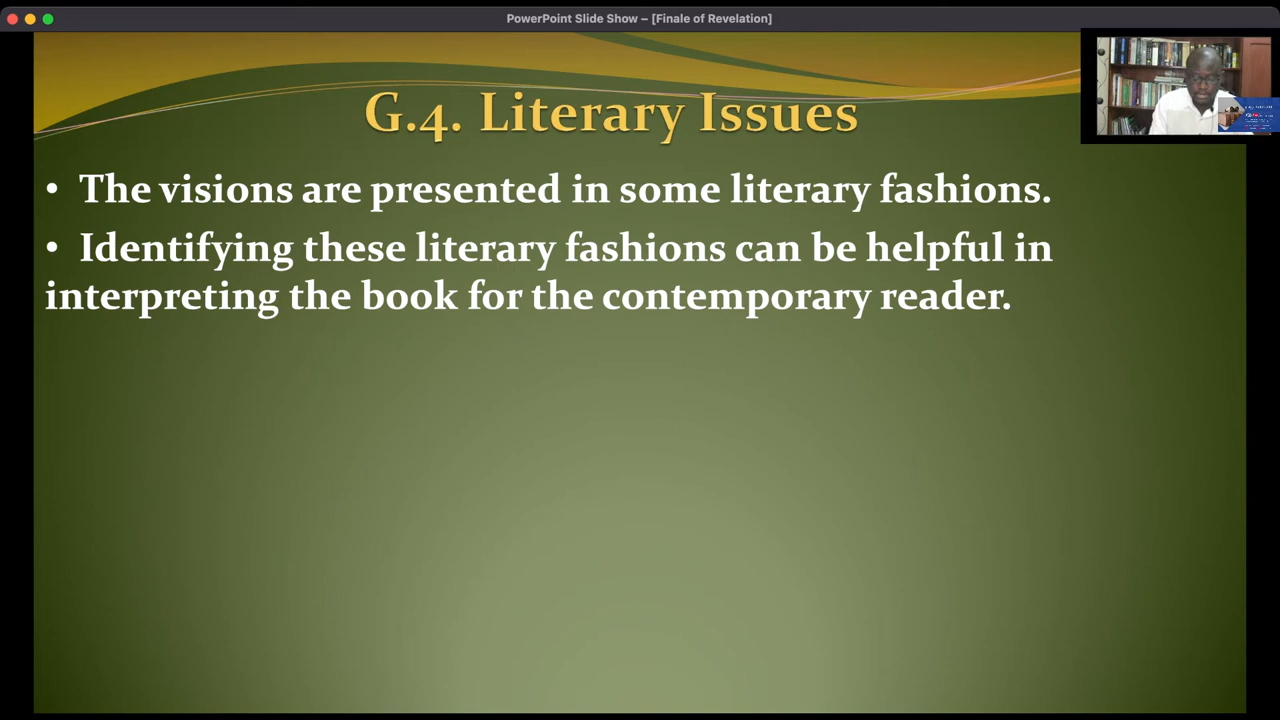 PowerPoint Slide Show – [Finale of Revelation]
G.4. Literary Issues
• The visions are presented in some literary fashions.
• Identifying these literary fashions can be helpful in
interpreting the book for the contemporary reader.